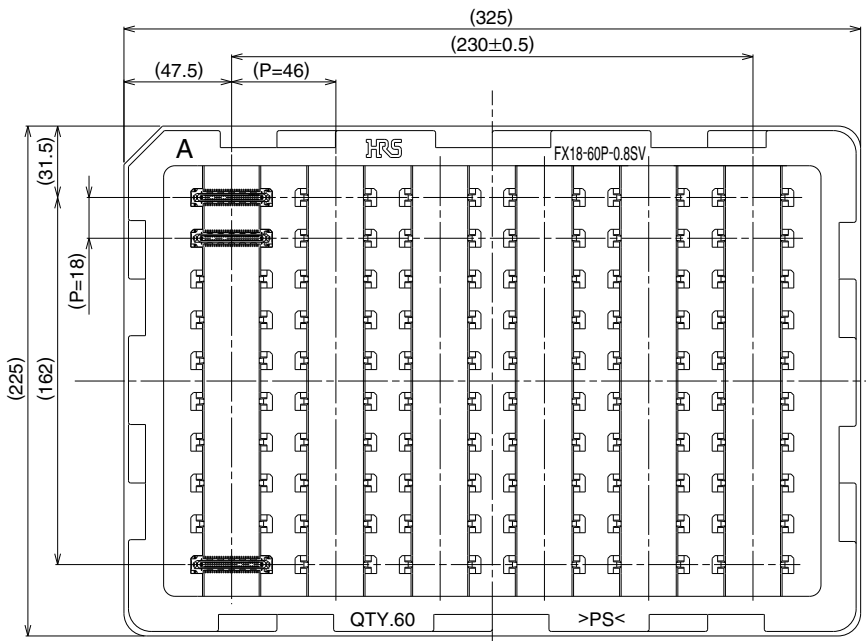 (325)
(230±0.5)
(47.5)
(P=46)
(31.5)
A
HRS
FX18-60P-0.8SV
(P=18)
(162)
(225)
QTY.60
>PS<